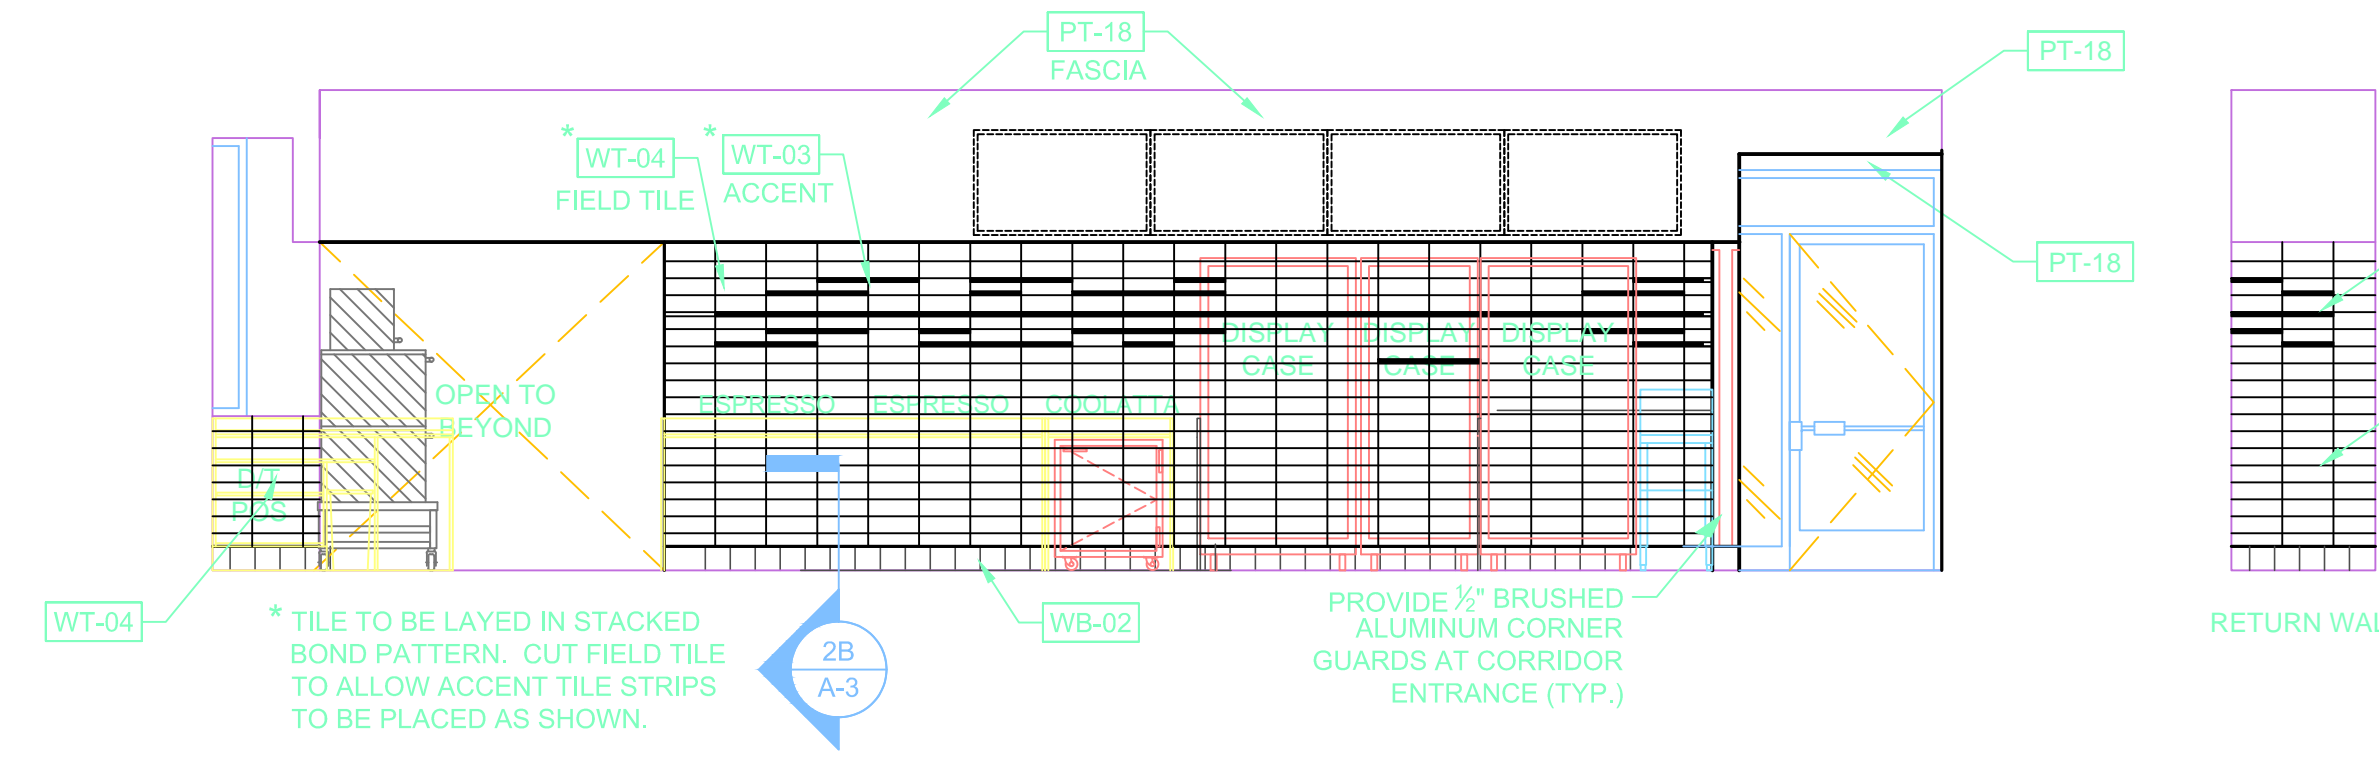 PT-18
FASCIA
PT-18
* WT-04
FIELD TILE
* WT-03
ACCENT
PT-18
DISPLAY
CASE
DISPLAY
CASE
DISPLAY
CASE
OPEN TO
BEYOND
ESPRESSO
ESPRESSO
COOLATTA
D/T
POS
WT-04
* TILE TO BE LAYED IN STACKED
BOND PATTERN. CUT FIELD TILE
TO ALLOW ACCENT TILE STRIPS
TO BE PLACED AS SHOWN.
2B
A-3
WB-02
PROVIDE ½" BRUSHED
ALUMINUM CORNER
GUARDS AT CORRIDOR
ENTRANCE (TYP.)
RETURN WAL